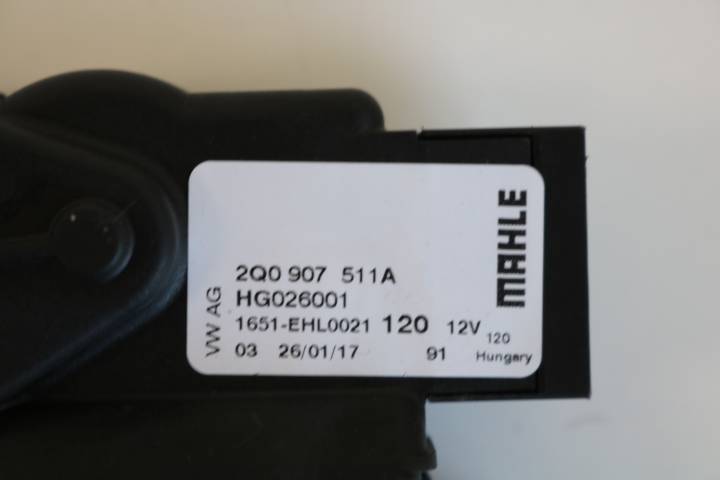 2Q0 907 511A
HG026001
1651-EHL0021 120 12V 120
03 26/01/17 91 Hungary
VW AG
MAHLE